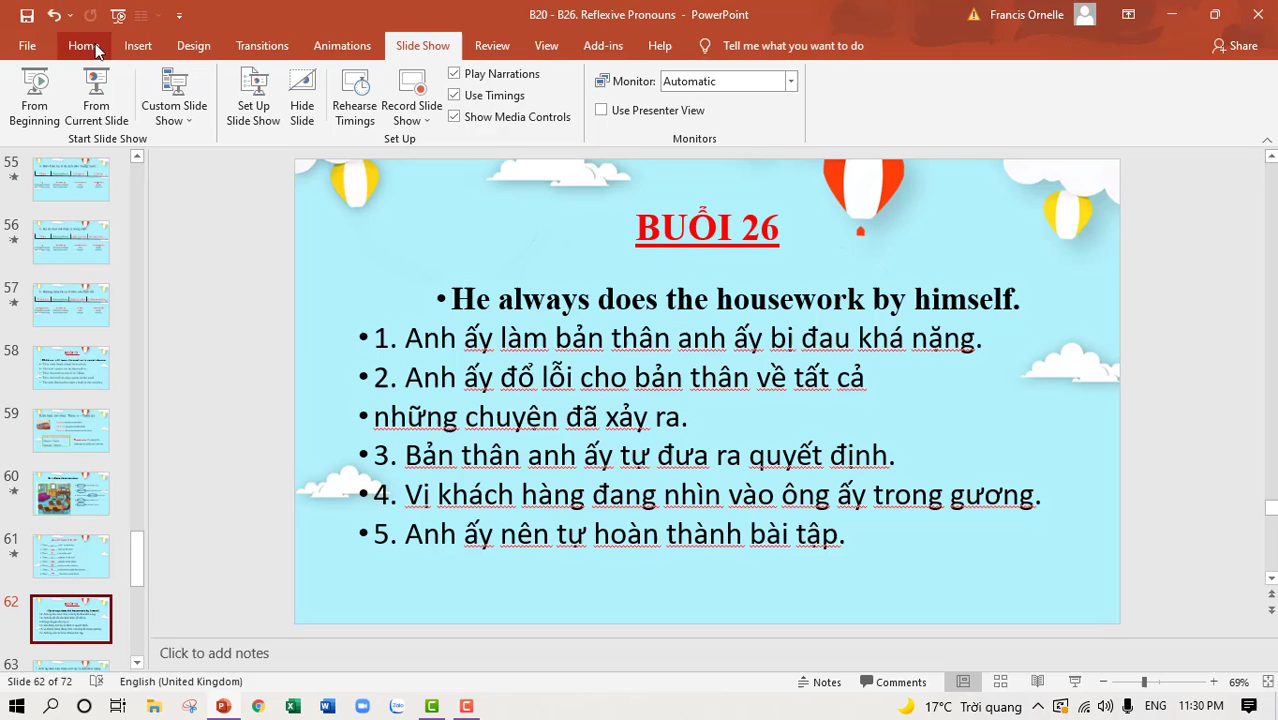 B20 - B26. Reflexive Pronouns - PowerPoint
Francis Ornelle
File Home Insert Design Transitions Animations Slide Show Review View Add-ins Help Tell me what you want to do Share
From Beginning
From Current Slide
Custom Slide Show
Set Up Slide Show
Hide Slide
Rehearse Timings
Record Slide Show
Play Narrations
Use Timings
Show Media Controls
Monitor: Automatic
Use Presenter View
Start Slide Show
Set Up
Monitors
55
56
57
58
59
60
61
62
63
BUỔI 26
• He always does the housework by himself.
• 1. Anh ấy làm bản thân anh ấy bị đau khá năng.
• 2. Anh ấy đổ lỗi cho bản thân về tất cả
• những chuyện đã xảy ra.
• 3. Bản thân anh ấy tự đưa ra quyết định.
• 4. Vị khách hàng đang nhìn vào ông ấy trong gương.
• 5. Anh ấy nên tự hoàn thành bài tập.
Click to add notes
Slide 62 of 72 English (United Kingdom) Notes Comments 69%
17°C Trời quang ENG 11:30 PM